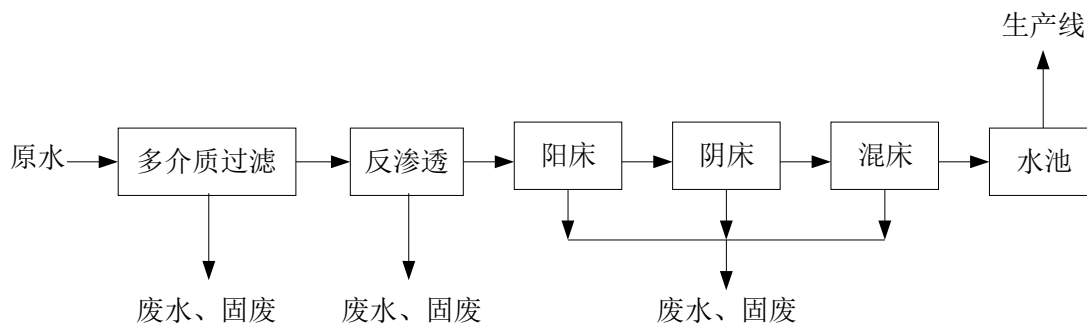 生产线
原水
多介质过滤
反渗透
阳床
阴床
混床
水池
废水、固废
废水、固废
废水、固废